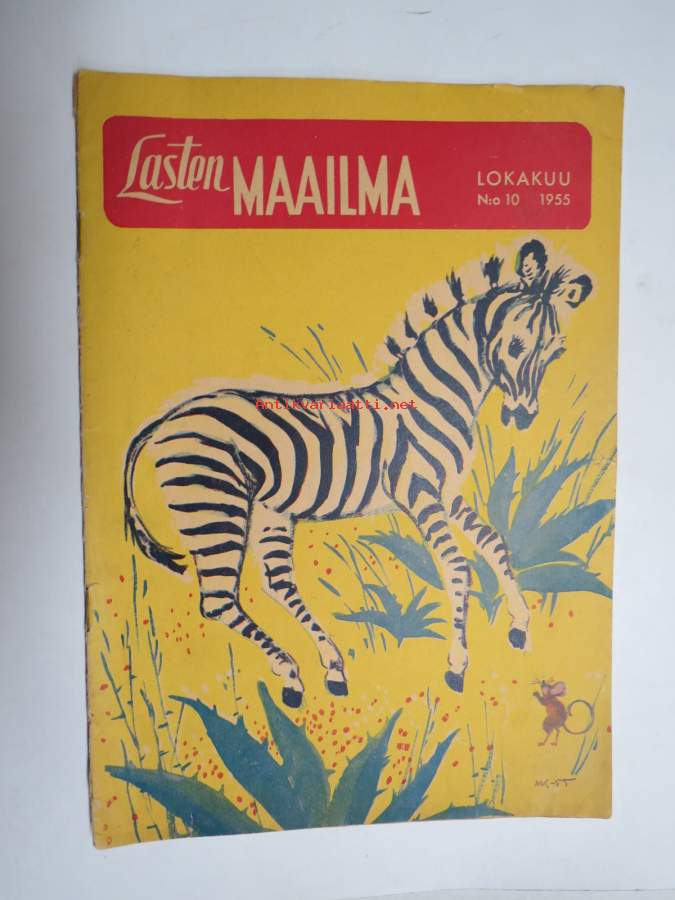 Lasten MAAILMA
LOKAKUU
N:o 10 1955
Antikvariaatti.net